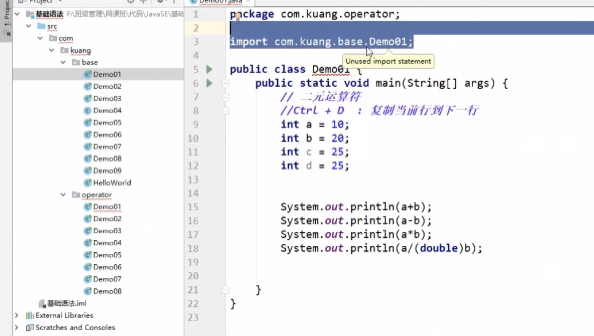 Project
基础语法 F:\班级管理\网课班\代码\JavaSE\基础
src
com
kuang
base
Demo01
Demo02
Demo03
Demo04
Demo05
Demo06
Demo07
Demo08
Demo09
HelloWorld
operator
Demo01
Demo02
Demo03
Demo04
Demo05
Demo06
Demo07
Demo08
基础语法.iml
External Libraries
Scratches and Consoles
1 package com.kuang.operator;
2
3 import com.kuang.base.Demo01;
Unused import statement
5 public class Demo01 {
6 public static void main(String[] args) {
7 // 二元运算符
8 //Ctrl + D : 复制当前行到下一行
9 int a = 10;
10 int b = 20;
11 int c = 25;
12 int d = 25;
13
14
15 System.out.println(a+b);
16 System.out.println(a-b);
17 System.out.println(a*b);
18 System.out.println(a/(double)b);
19
20
21 }
22 }
23